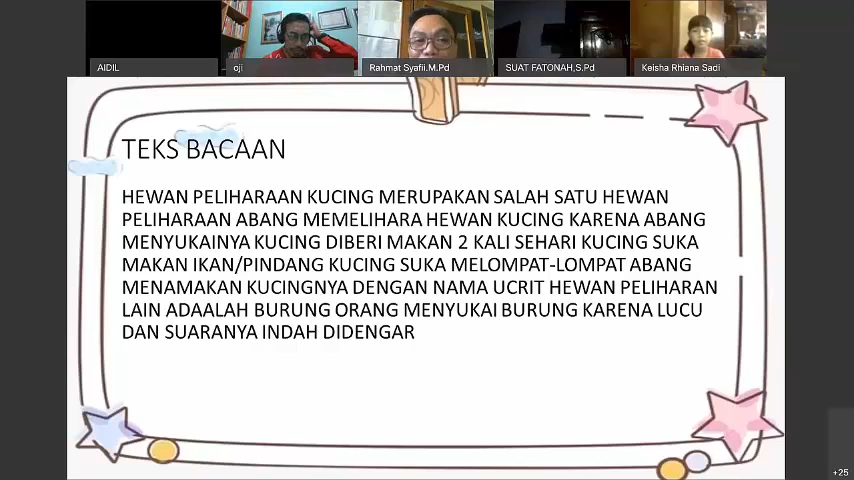 AIDIL
oji
Rahmat Syafii.M.Pd
SUAT FATONAH,S.Pd
Keisha Rhiana Sadi
TEKS BACAAN
HEWAN PELIHARAAN KUCING MERUPAKAN SALAH SATU HEWAN
PELIHARAAN ABANG MEMELIHARA HEWAN KUCING KARENA ABANG
MENYUKAINYA KUCING DIBERI MAKAN 2 KALI SEHARI KUCING SUKA
MAKAN IKAN/PINDANG KUCING SUKA MELOMPAT-LOMPAT ABANG
MENAMAKAN KUCINGNYA DENGAN NAMA UCRIT HEWAN PELIHARAN
LAIN ADAALAH BURUNG ORANG MENYUKAI BURUNG KARENA LUCU
DAN SUARANYA INDAH DIDENGAR
+25